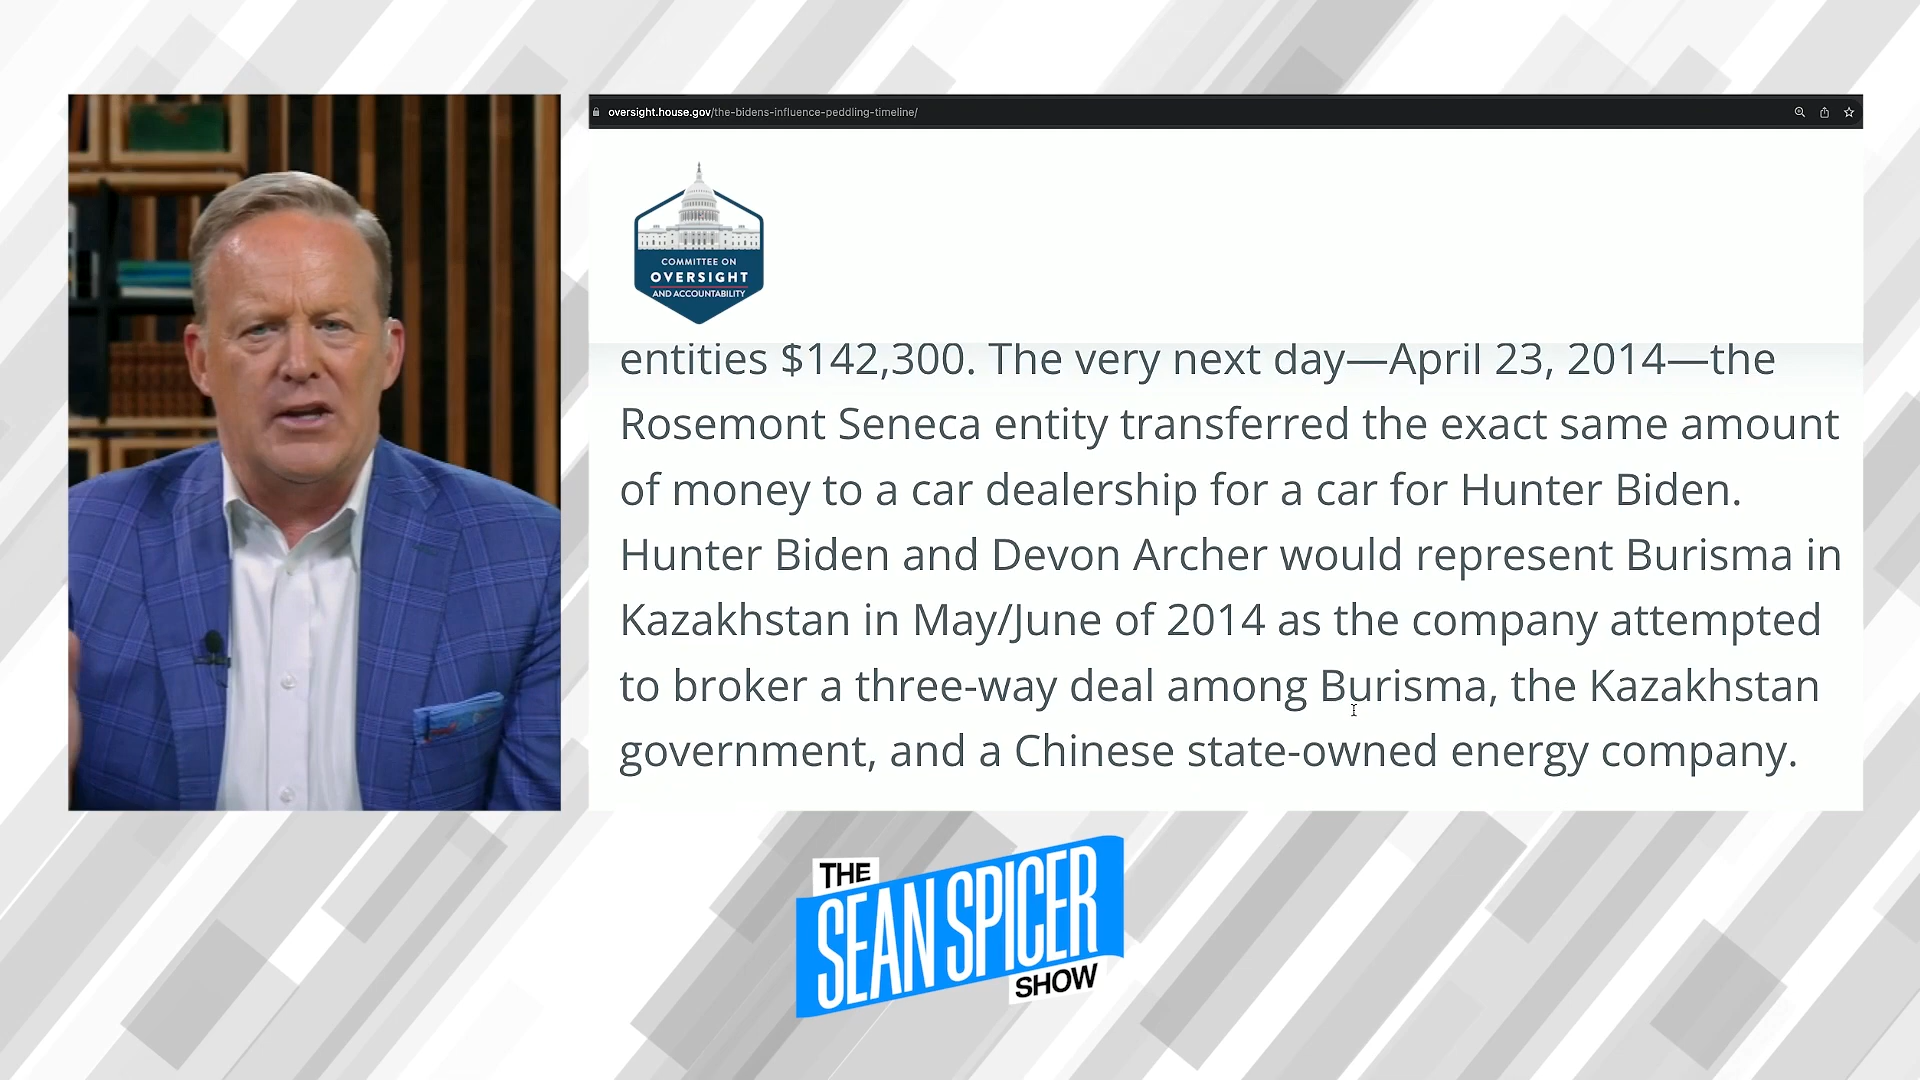 oversight.house.gov/the-bidens-influence-peddling-timeline/
COMMITTEE ON
OVERSIGHT
AND ACCOUNTABILITY
entities $142,300. The very next day—April 23, 2014—the
Rosemont Seneca entity transferred the exact same amount
of money to a car dealership for a car for Hunter Biden.
Hunter Biden and Devon Archer would represent Burisma in
Kazakhstan in May/June of 2014 as the company attempted
to broker a three-way deal among Burisma, the Kazakhstan
government, and a Chinese state-owned energy company.
THE
SEAN SPICER
SHOW